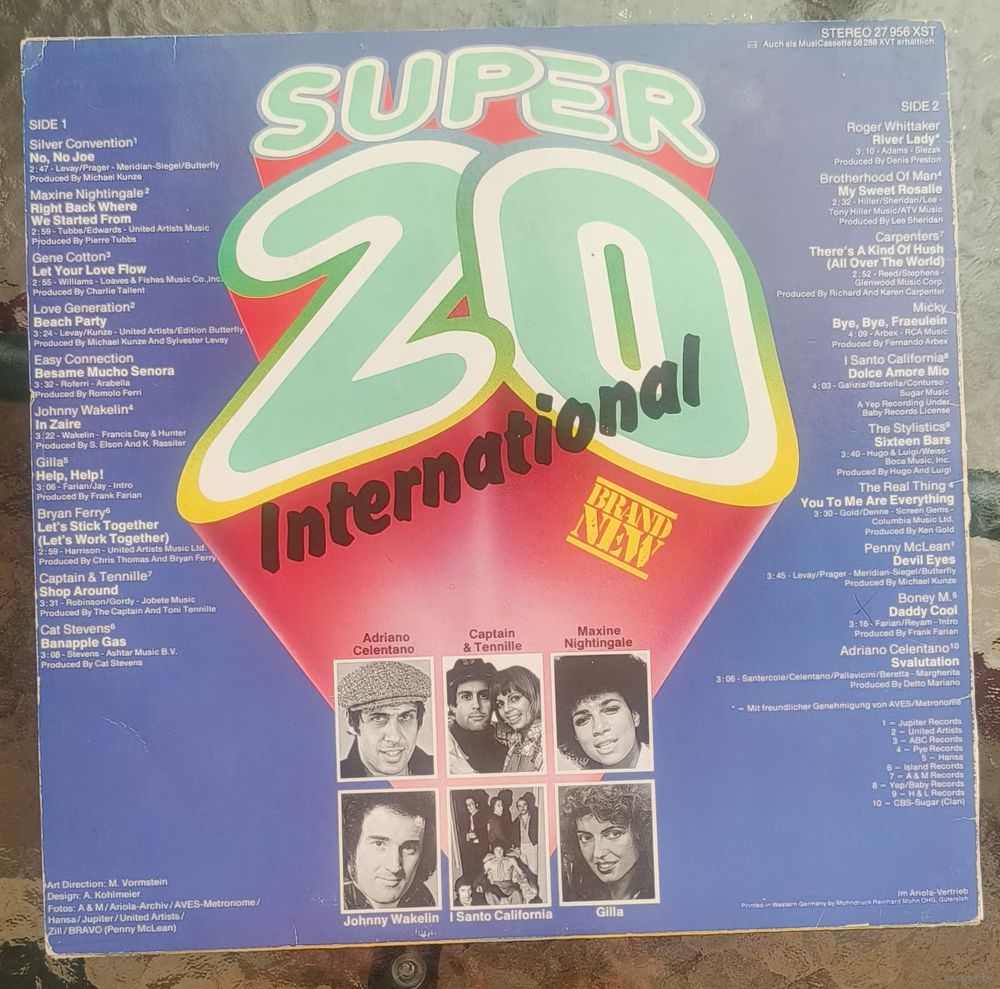 STEREO 27 956 XST
Auch als MusiCassette 56 288 XVT erhältlich.
SUPER
20
International
BRAND
NEW
SIDE 1
Silver Convention¹
No, No Joe
2:47 - Levay/Prager - Meridian-Siegel/Butterfly
Produced By Michael Kunze
Maxine Nightingale²
Right Back Where
We Started From
2:59 - Tubbs/Edwards - United Artists Music
Produced By Pierre Tubbs
Gene Cotton³
Let Your Love Flow
2:55 - Williams - Loaves & Fishes Music Co., Inc.
Produced By Charlie Tallent
Love Generation²
Beach Party
3:24 - Levay/Kunze - United Artists/Edition Butterfly
Produced By Michael Kunze And Sylvester Levay
Easy Connection
Besame Mucho Senora
3:32 - Roferri - Arabella
Produced By Romolo Ferri
Johnny Wakelin⁴
In Zaire
3:22 - Wakelin - Francis Day & Hunter
Produced By S. Elson And K. Rassiter
Gilla⁵
Help, Help!
3:06 - Farian/Jay - Intro
Produced By Frank Farian
Bryan Ferry⁶
Let's Stick Together
(Let's Work Together)
2:59 - Harrison - United Artists Music Ltd.
Produced By Chris Thomas And Bryan Ferry
Captain & Tennille⁷
Shop Around
3:31 - Robinson/Gordy - Jobete Music
Produced By The Captain And Toni Tennille
Cat Stevens⁶
Banapple Gas
3:08 - Stevens - Ashtar Music B.V.
Produced By Cat Stevens
SIDE 2
Roger Whittaker
River Lady*
3:10 - Adams - Slezak
Produced By Denis Preston
Brotherhood Of Man⁴
My Sweet Rosalie
2:32 - Hiller/Sheridan/Lee -
Tony Hiller Music/ATV Music
Produced By Lee Sheridan
Carpenters⁷
There's A Kind Of Hush
(All Over The World)
2:52 - Reed/Stephens -
Glenwood Music Corp.
Produced By Richard And Karen Carpenter
Micky
Bye, Bye, Fraeulein
4:09 - Arbex - RCA Music
Produced By Fernando Arbex
I Santo California⁸
Dolce Amore Mio
4:03 - Galizia/Barbella/Conturso -
Sugar Music
A Yep Recording Under
Baby Records License
The Stylistics⁹
Sixteen Bars
3:40 - Hugo & Luigi/Weiss -
Boca Music, Inc.
Produced By Hugo And Luigi
The Real Thing⁴
You To Me Are Everything
3:30 - Gold/Denne - Screen Gems -
Columbia Music Ltd.
Produced By Ken Gold
Penny McLean¹
Devil Eyes
3:45 - Levay/Prager - Meridian-Siegel/Butterfly
Produced By Michael Kunze
Boney M.⁵
Daddy Cool
3:16 - Farian/Reyam - Intro
Produced By Frank Farian
Adriano Celentano¹⁰
Svalutation
3:06 - Santercole/Celentano/Pallavicini/Beretta - Margherita
Produced By Detto Mariano
* = Mit freundlicher Genehmigung von AVES/Metronome
1 = Jupiter Records
2 = United Artists
3 = ABC Records
4 = Pye Records
5 = Hansa
6 = Island Records
7 = A & M Records
8 = Yep/Baby Records
9 = H & L Records
10 = CBS-Sugar (Clan)
Adriano
Celentano
Captain
& Tennille
Maxine
Nightingale
Johnny Wakelin
I Santo California
Gilla
Art Direction: M. Vormstein
Design: A. Kohlmeier
Fotos: A & M / Ariola-Archiv / AVES-Metronome /
Hansa / Jupiter / United Artists /
Zill / BRAVO (Penny McLean)
Im Ariola-Vertrieb
Printed in Western Germany by Mohndruck Reinhard Mohn OHG, Gütersloh